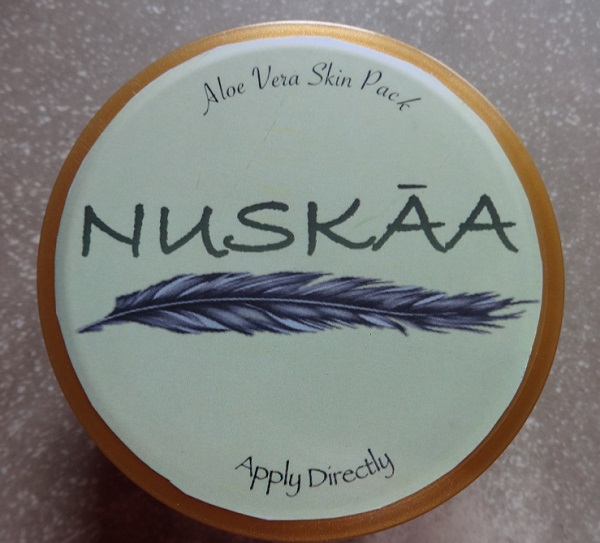 Aloe Vera Skin Pack
NUSKĀA
Apply Directly